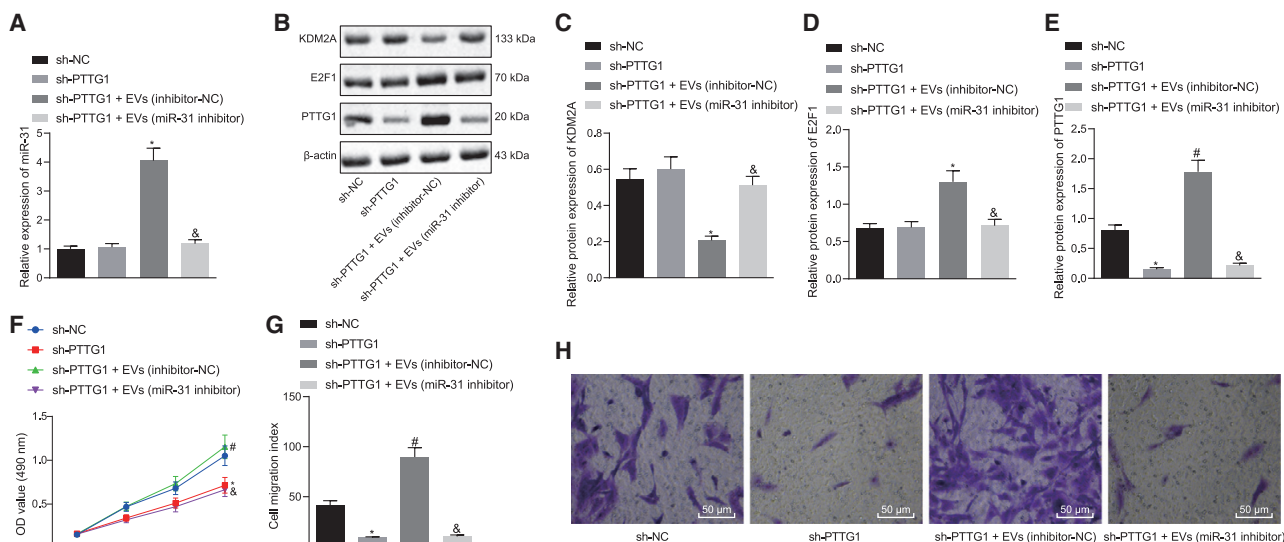 A
sh-NC
sh-PTTG1
sh-PTTG1 + EVs (inhibitor-NC)
sh-PTTG1 + EVs (miR-31 inhibitor)
Relative expression of miR-31
5
4
3
2
1
0
*
&
B
KDM2A
133 kDa
E2F1
70 kDa
PTTG1
20 kDa
β-actin
43 kDa
sh-NC
sh-PTTG1
sh-PTTG1 + EVs (inhibitor-NC)
sh-PTTG1 + EVs (miR-31 inhibitor)
C
sh-NC
sh-PTTG1
sh-PTTG1 + EVs (inhibitor-NC)
sh-PTTG1 + EVs (miR-31 inhibitor)
Relative protein expression of KDM2A
0.8
0.6
0.4
0.2
0.0
*
&
D
sh-NC
sh-PTTG1
sh-PTTG1 + EVs (inhibitor-NC)
sh-PTTG1 + EVs (miR-31 inhibitor)
Relative protein expression of E2F1
2.0
1.5
1.0
0.5
0.0
*
&
E
sh-NC
sh-PTTG1
sh-PTTG1 + EVs (inhibitor-NC)
sh-PTTG1 + EVs (miR-31 inhibitor)
Relative protein expression of PTTG1
2.5
2.0
1.5
1.0
0.5
0.0
*
#
&
F
sh-NC
sh-PTTG1
sh-PTTG1 + EVs (inhibitor-NC)
sh-PTTG1 + EVs (miR-31 inhibitor)
OD value (490 nm)
1.5
1.0
0.5
#
*
&
G
sh-NC
sh-PTTG1
sh-PTTG1 + EVs (inhibitor-NC)
sh-PTTG1 + EVs (miR-31 inhibitor)
Cell migration index
150
100
50
*
#
&
H
50 µm
50 µm
50 µm
50 µm
sh-NC
sh-PTTG1
sh-PTTG1 + EVs (inhibitor-NC)
sh-PTTG1 + EVs (miR-31 inhibitor)